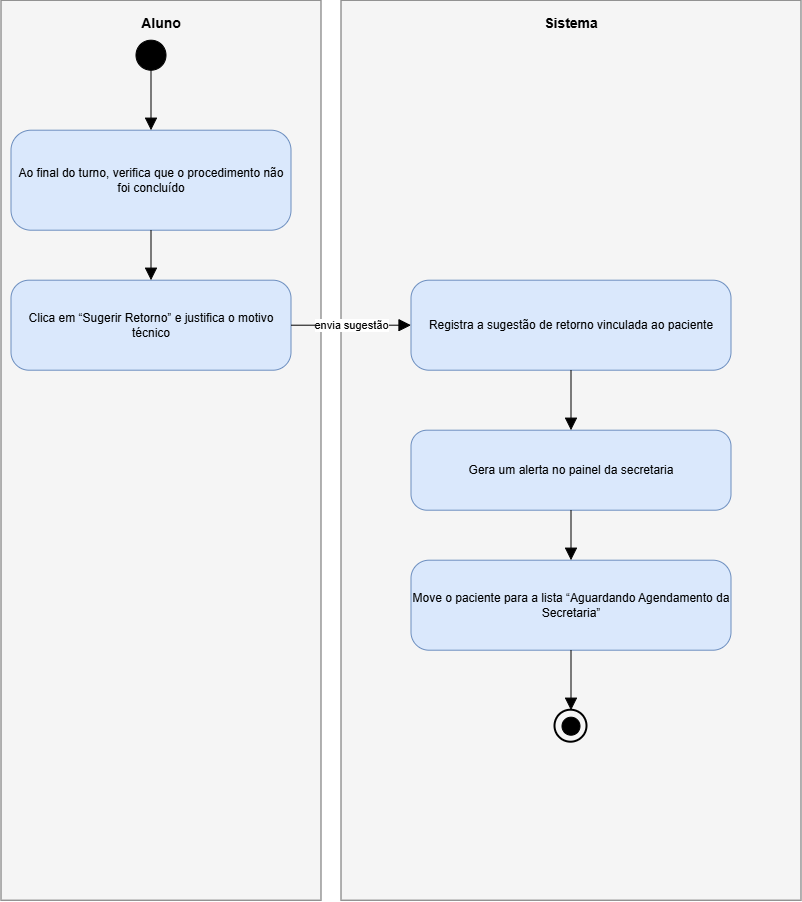 Aluno
Sistema
Ao final do turno, verifica que o procedimento não
foi concluído
Clica em “Sugerir Retorno” e justifica o motivo
técnico
envia sugestão
Registra a sugestão de retorno vinculada ao paciente
Gera um alerta no painel da secretaria
Move o paciente para a lista “Aguardando Agendamento da
Secretaria”